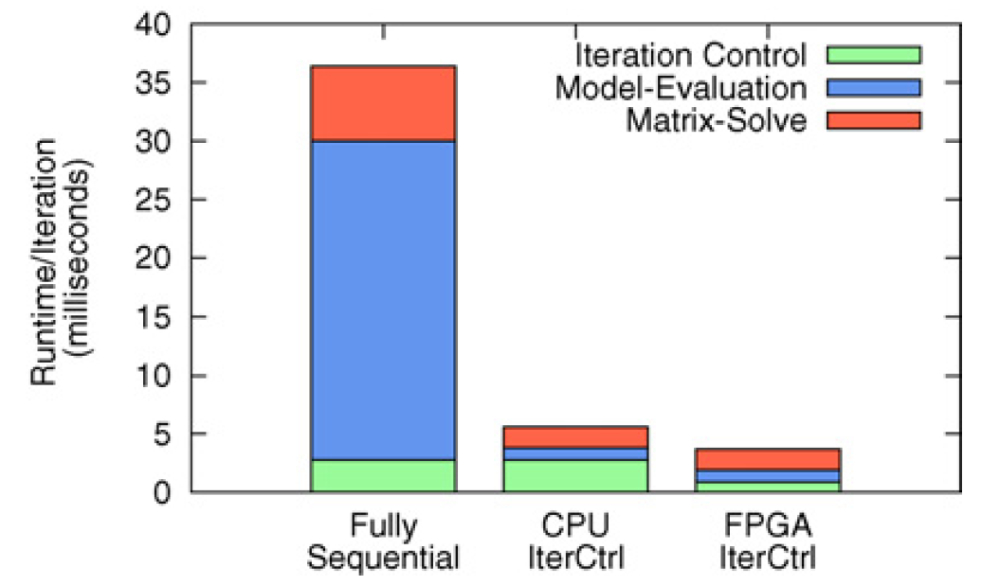 40
35
30
25
20
15
10
5
0
Runtime/Iteration
(milliseconds)
Iteration Control
Model-Evaluation
Matrix-Solve
Fully
Sequential
CPU
IterCtrl
FPGA
IterCtrl